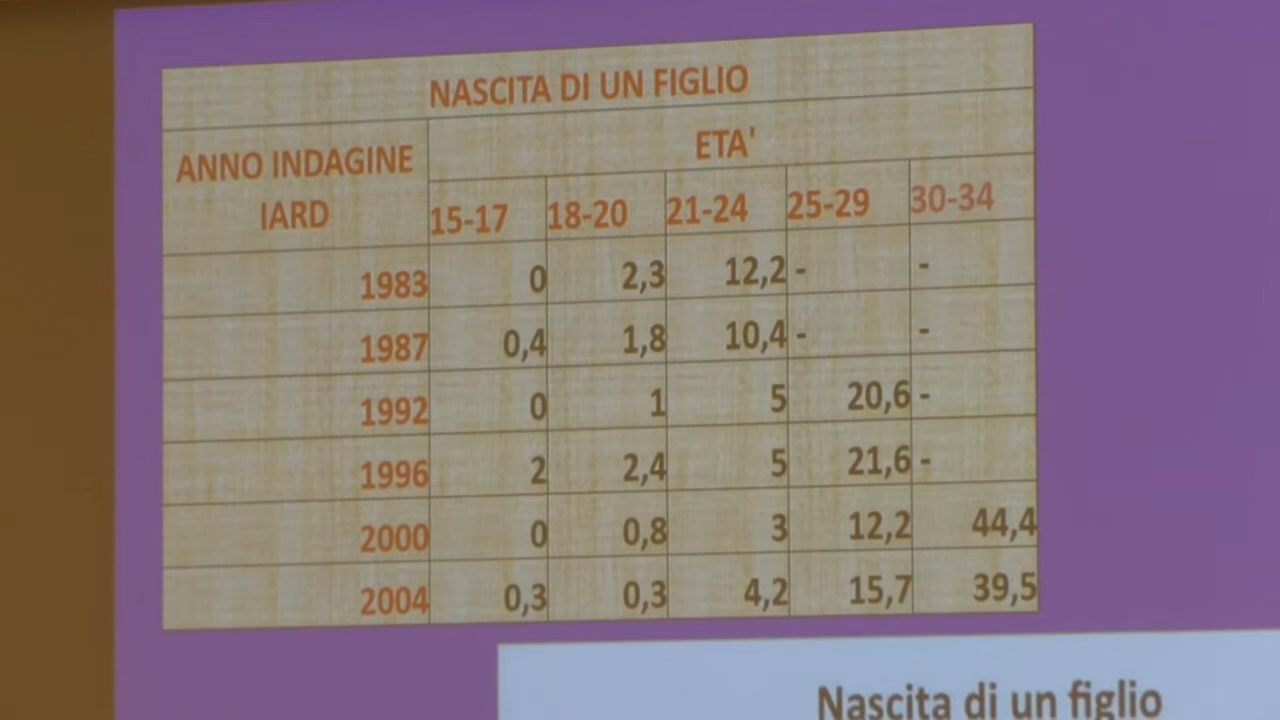 NASCITA DI UN FIGLIO
ANNO INDAGINE IARD
ETA'
15-17 18-20 21-24 25-29 30-34
1983 0 2,3 12,2 - -
1987 0,4 1,8 10,4 - -
1992 0 1 5 20,6 -
1996 2 2,4 5 21,6 -
2000 0 0,8 3 12,2 44,4
2004 0,3 0,3 4,2 15,7 39,5
Nascita di un figlio